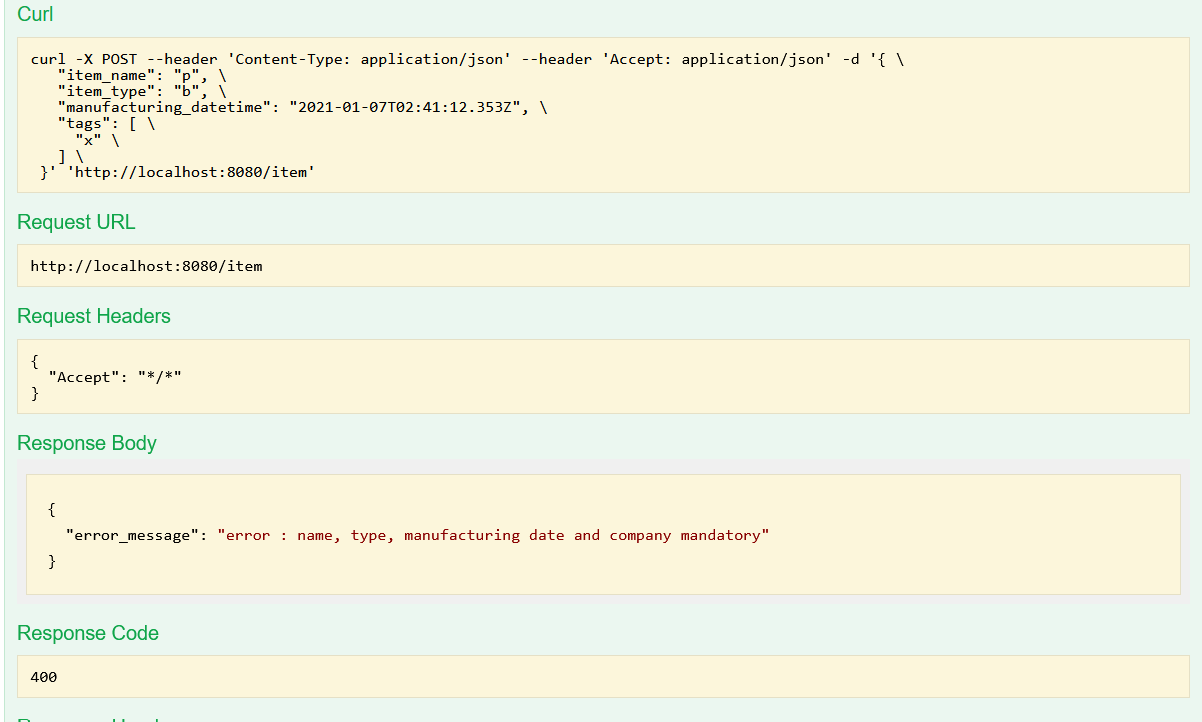 Curl
curl -X POST --header 'Content-Type: application/json' --header 'Accept: application/json' -d '{ \
   "item_name": "p", \
   "item_type": "b", \
   "manufacturing_datetime": "2021-01-07T02:41:12.353Z", \
   "tags": [ \
     "x" \
   ] \
 }' 'http://localhost:8080/item'
Request URL
http://localhost:8080/item
Request Headers
{
  "Accept": "*/*"
}
Response Body
{
  "error_message": "error : name, type, manufacturing date and company mandatory"
}
Response Code
400